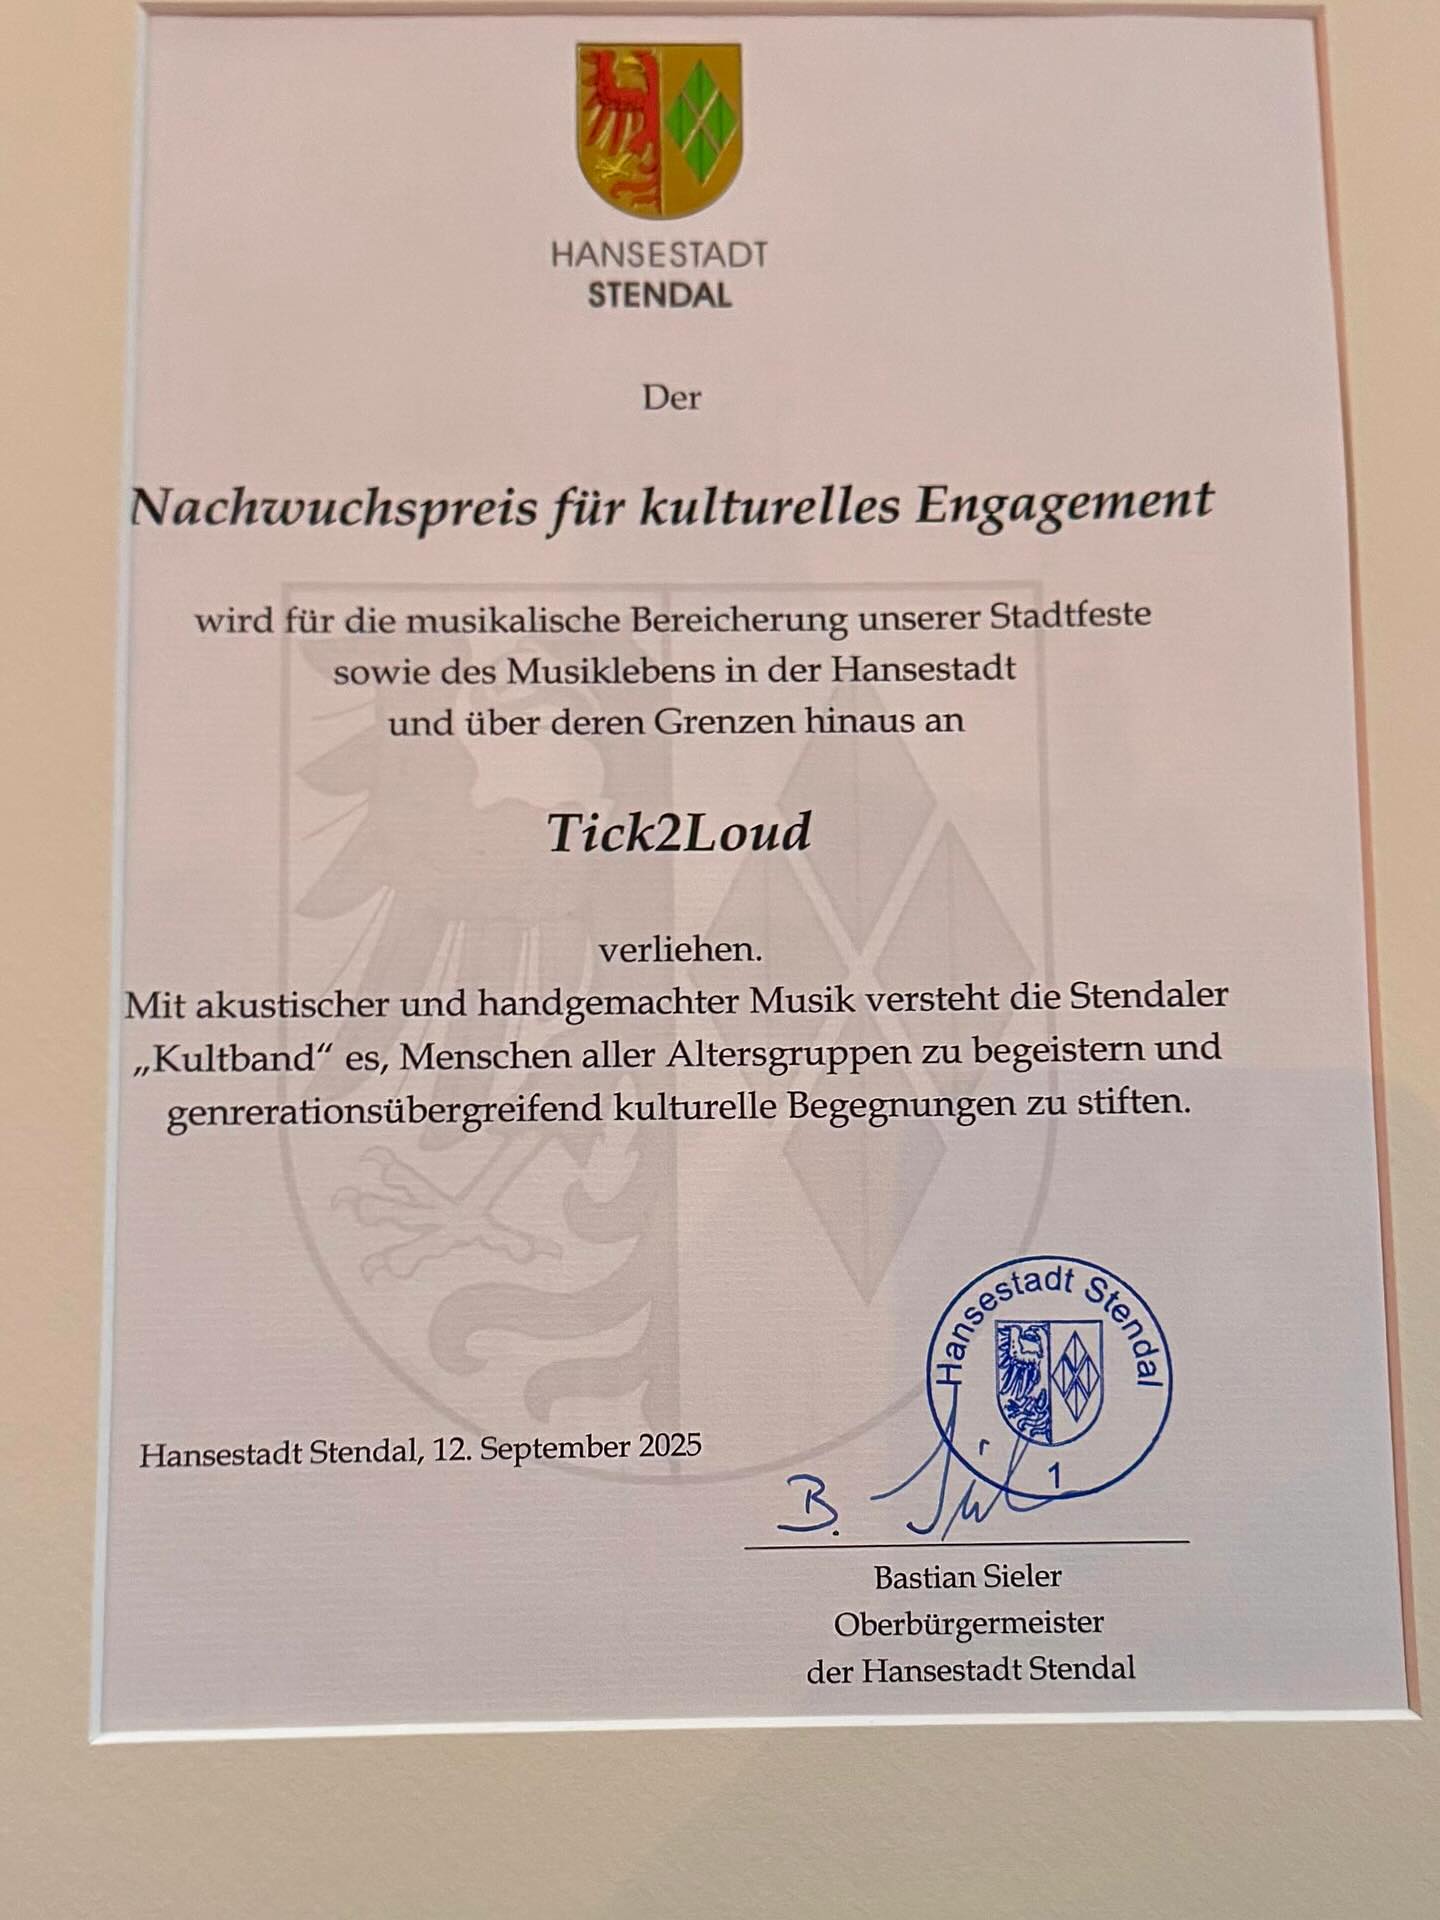 HANSESTADT
STENDAL
Der
Nachwuchspreis für kulturelles Engagement
wird für die musikalische Bereicherung unserer Stadtfeste
sowie des Musiklebens in der Hansestadt
und über deren Grenzen hinaus an
Tick2Loud
verliehen.
Mit akustischer und handgemachter Musik versteht die Stendaler
„Kultband“ es, Menschen aller Altersgruppen zu begeistern und
genrerationsübergreifend kulturelle Begegnungen zu stiften.
Hansestadt Stendal
1
Hansestadt Stendal, 12. September 2025
B.
Bastian Sieler
Oberbürgermeister
der Hansestadt Stendal